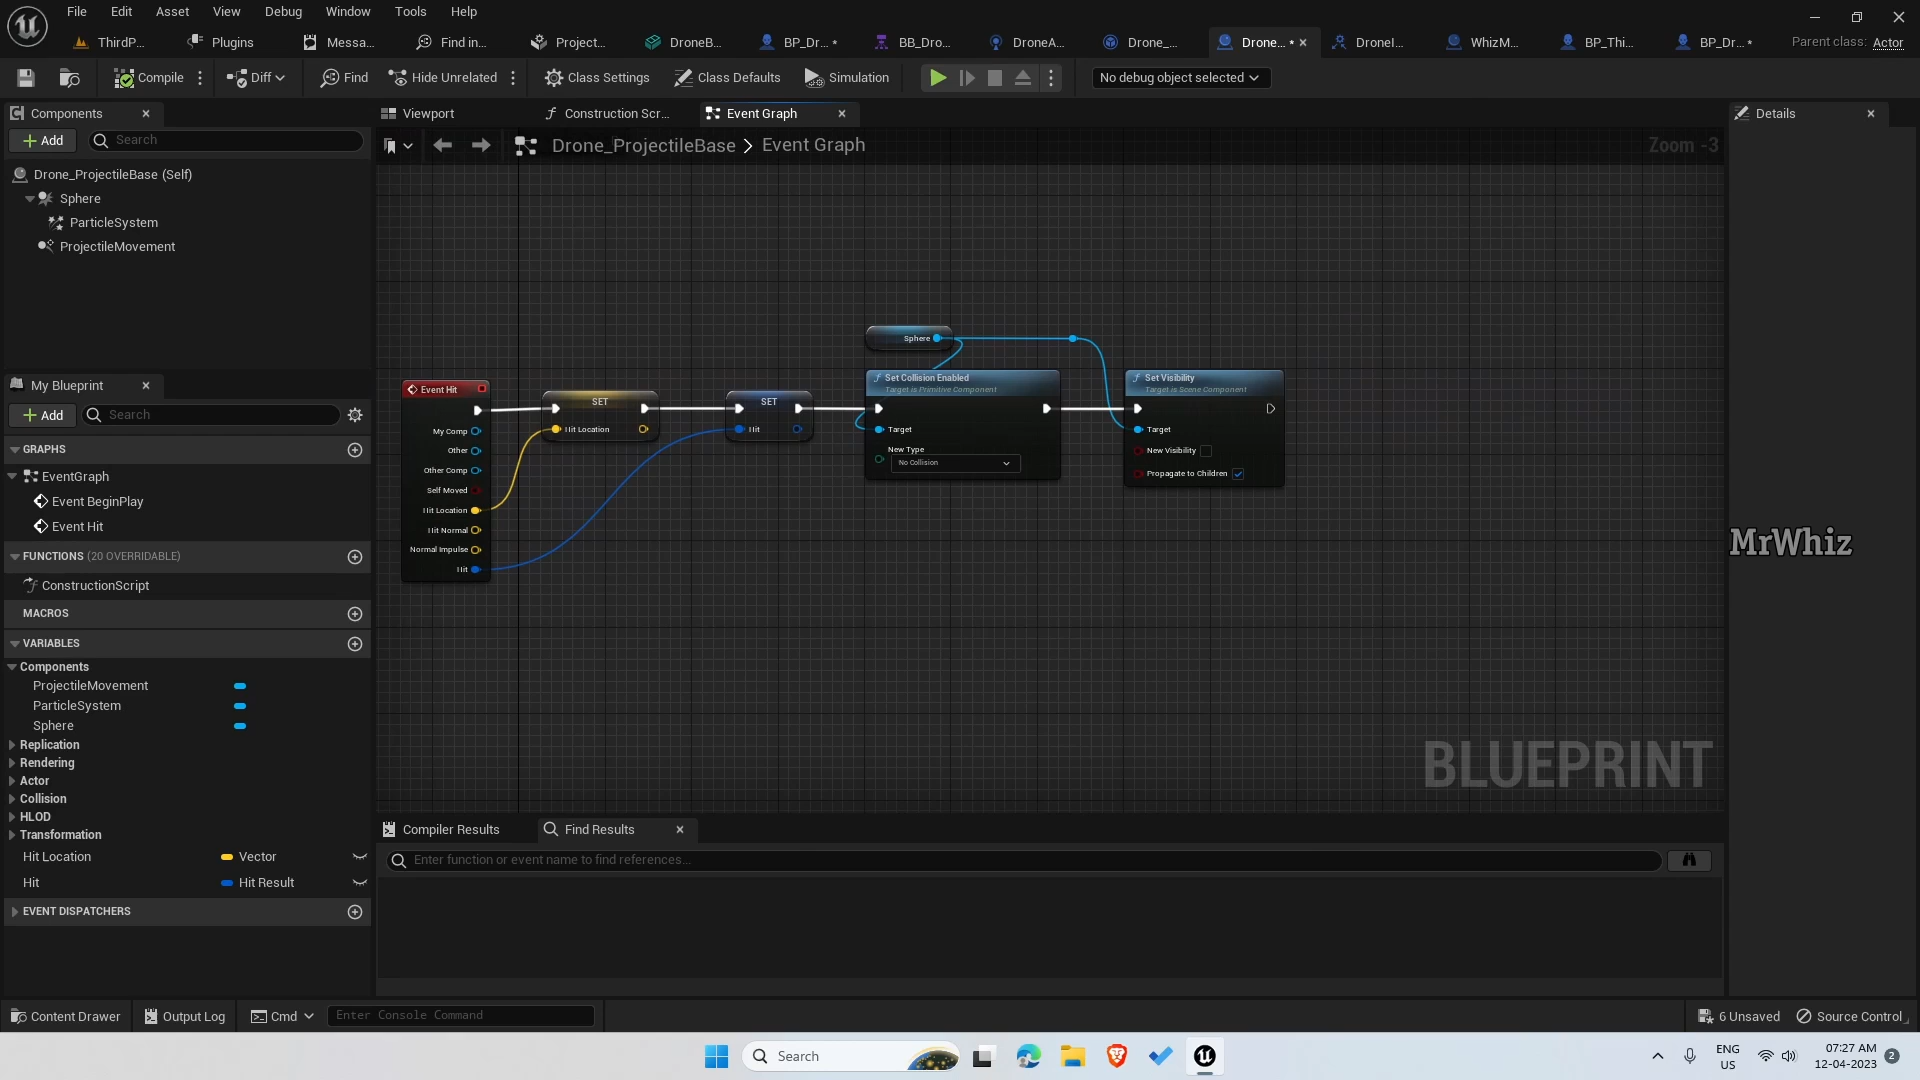 File Edit Asset View Debug Window Tools Help
ThirdP... Plugins Messa... Find in... Project... DroneB... BP_Dr... * BB_Dro... DroneA... Drone_... Drone... * DroneI... WhizM... BP_Thi... BP_Dr... * Parent class: Actor
Compile Diff Find Hide Unrelated Class Settings Class Defaults Simulation No debug object selected
Components
Add Search
Drone_ProjectileBase (Self)
Sphere
ParticleSystem
ProjectileMovement
My Blueprint
Add Search
GRAPHS
EventGraph
Event BeginPlay
Event Hit
FUNCTIONS (20 OVERRIDABLE)
ConstructionScript
MACROS
VARIABLES
Components
ProjectileMovement
ParticleSystem
Sphere
Replication
Rendering
Actor
Collision
HLOD
Transformation
Hit Location Vector
Hit Hit Result
EVENT DISPATCHERS
Viewport Construction Scr... Event Graph
Drone_ProjectileBase > Event Graph Zoom -3
Event Hit
My Comp
Other
Other Comp
Self Moved
Hit Location
Hit Normal
Normal Impulse
Hit
SET
Hit Location
SET
Hit
Sphere
Set Collision Enabled
Target is Primitive Component
Target
New Type
No Collision
Set Visibility
Target is Scene Component
Target
New Visibility
Propagate to Children
BLUEPRINT
Compiler Results Find Results
Enter function or event name to find references...
Details
MrWhiz
Content Drawer Output Log Cmd Enter Console Command 6 Unsaved Source Control
Search
ENG
US
07:27 AM
12-04-2023
2